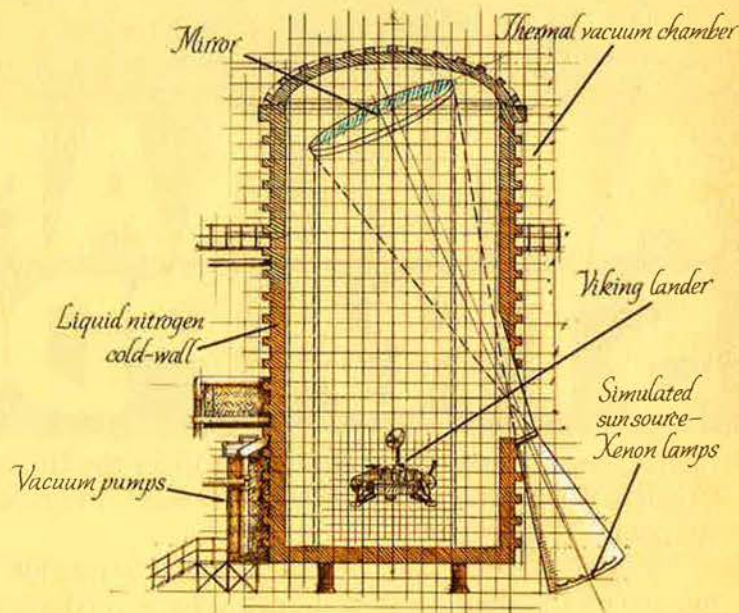 Mirror
Thermal vacuum chamber
Viking lander
Liquid nitrogen
cold-wall
Simulated
sun source–
Xenon lamps
Vacuum pumps